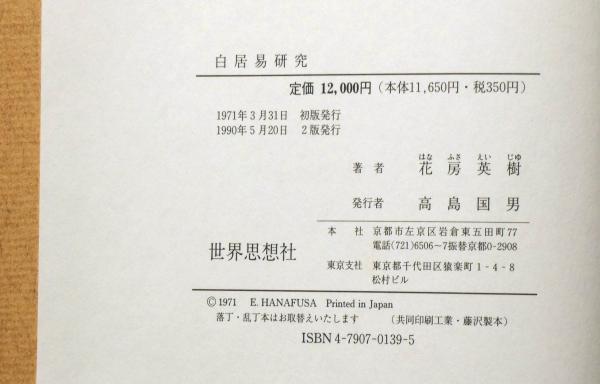 白居易研究
定価 12,000円（本体11,650円・税350円）
1971年3月31日　初版発行
1990年5月20日　2版発行
はな ふさ えい じゅ
著者　花房英樹
発行者　高島国男
世界思想社
本社　京都市左京区岩倉東五田町77
電話(721)6506~7振替京都0-2908
東京支社　東京都千代田区猿楽町1-4-8
松村ビル
©1971　E. HANAFUSA　Printed in Japan
落丁・乱丁本はお取替えいたします　（共同印刷工業・藤沢製本）
ISBN 4-7907-0139-5